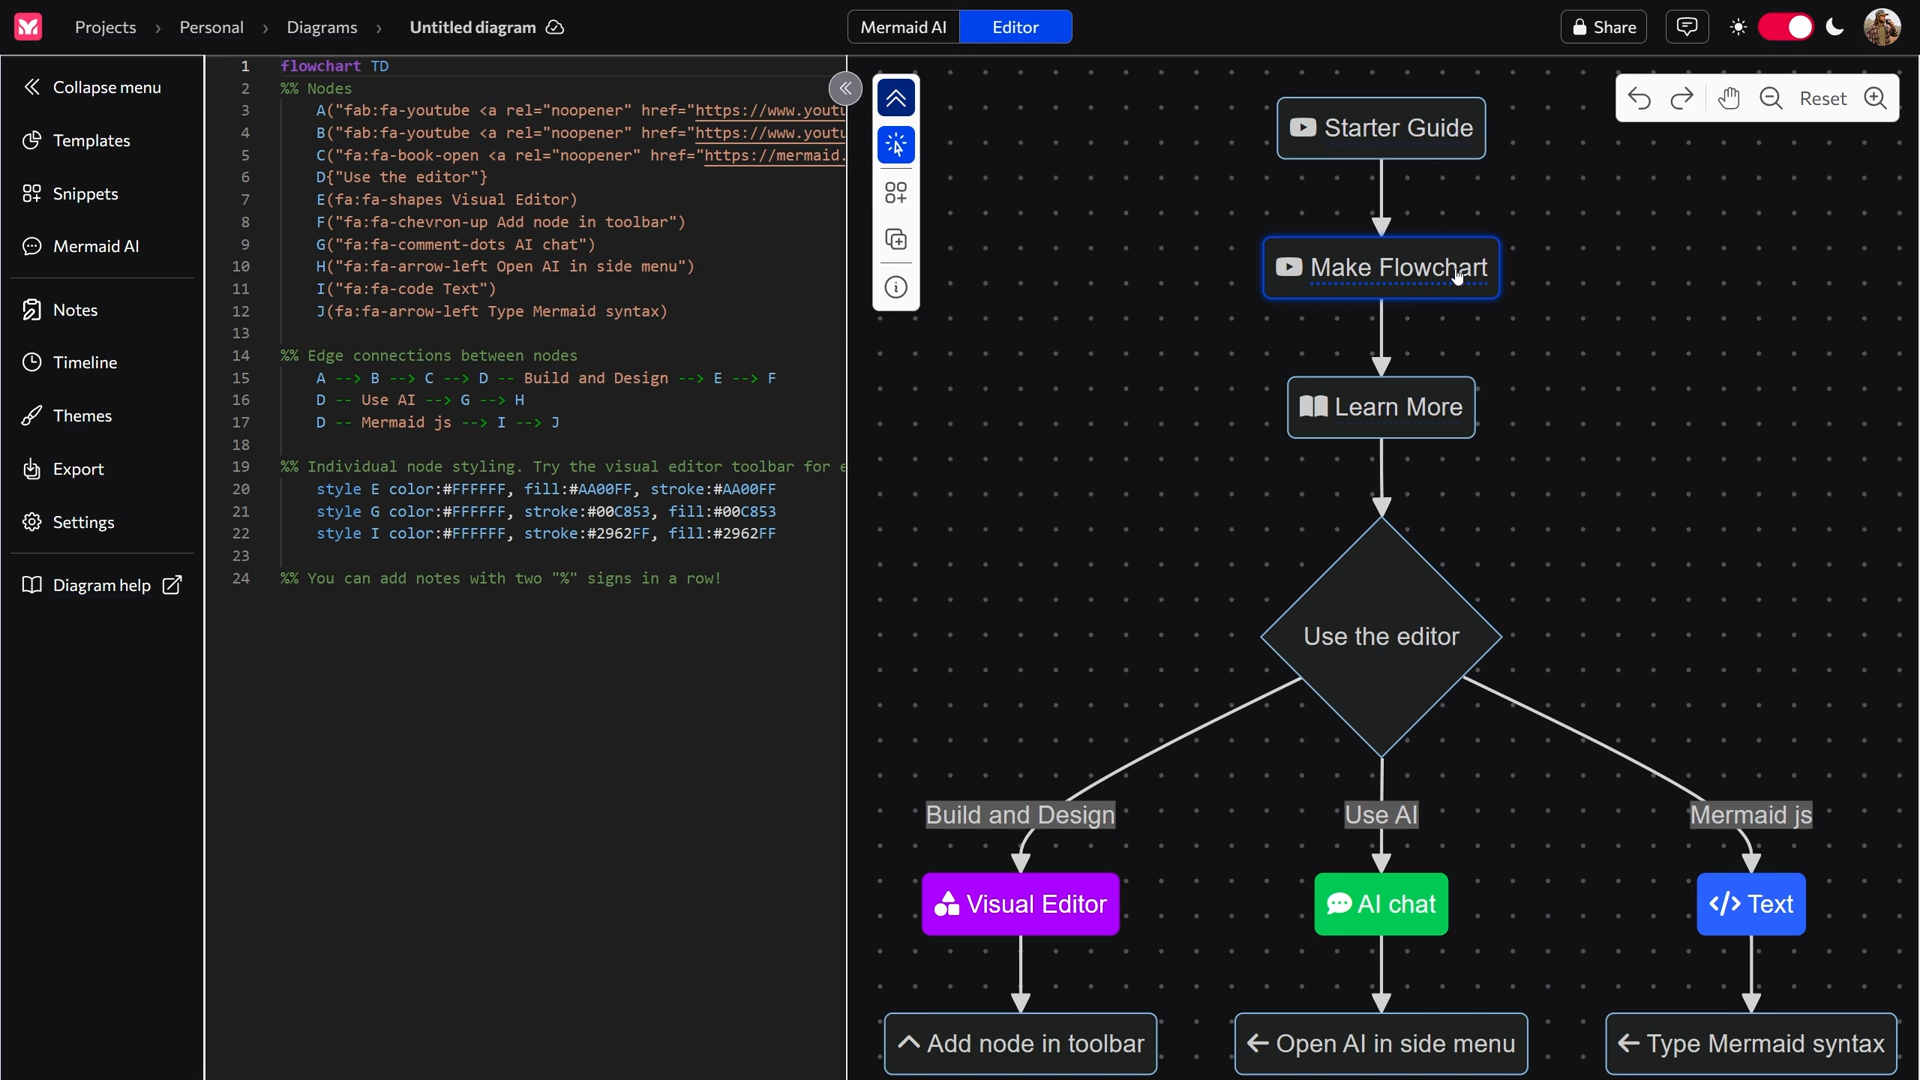 Projects › Personal › Diagrams › Untitled diagram
Mermaid AI
Editor
Share
Collapse menu
Templates
Snippets
Mermaid AI
Notes
Timeline
Themes
Export
Settings
Diagram help
1 flowchart TD
2 %% Nodes
3 A("fab:fa-youtube <a rel="noopener" href="https://www.youtu
4 B("fab:fa-youtube <a rel="noopener" href="https://www.youtu
5 C("fa:fa-book-open <a rel="noopener" href="https://mermaid.
6 D{"Use the editor"}
7 E(fa:fa-shapes Visual Editor)
8 F("fa:fa-chevron-up Add node in toolbar")
9 G("fa:fa-comment-dots AI chat")
10 H("fa:fa-arrow-left Open AI in side menu")
11 I("fa:fa-code Text")
12 J(fa:fa-arrow-left Type Mermaid syntax)
13
14 %% Edge connections between nodes
15 A --> B --> C --> D -- Build and Design --> E --> F
16 D -- Use AI --> G --> H
17 D -- Mermaid js --> I --> J
18
19 %% Individual node styling. Try the visual editor toolbar for e
20 style E color:#FFFFFF, fill:#AA00FF, stroke:#AA00FF
21 style G color:#FFFFFF, stroke:#00C853, fill:#00C853
22 style I color:#FFFFFF, stroke:#2962FF, fill:#2962FF
23
24 %% You can add notes with two "%" signs in a row!
Reset
Starter Guide
Make Flowchart
Learn More
Use the editor
Build and Design
Use AI
Mermaid js
Visual Editor
AI chat
</> Text
Add node in toolbar
Open AI in side menu
Type Mermaid syntax